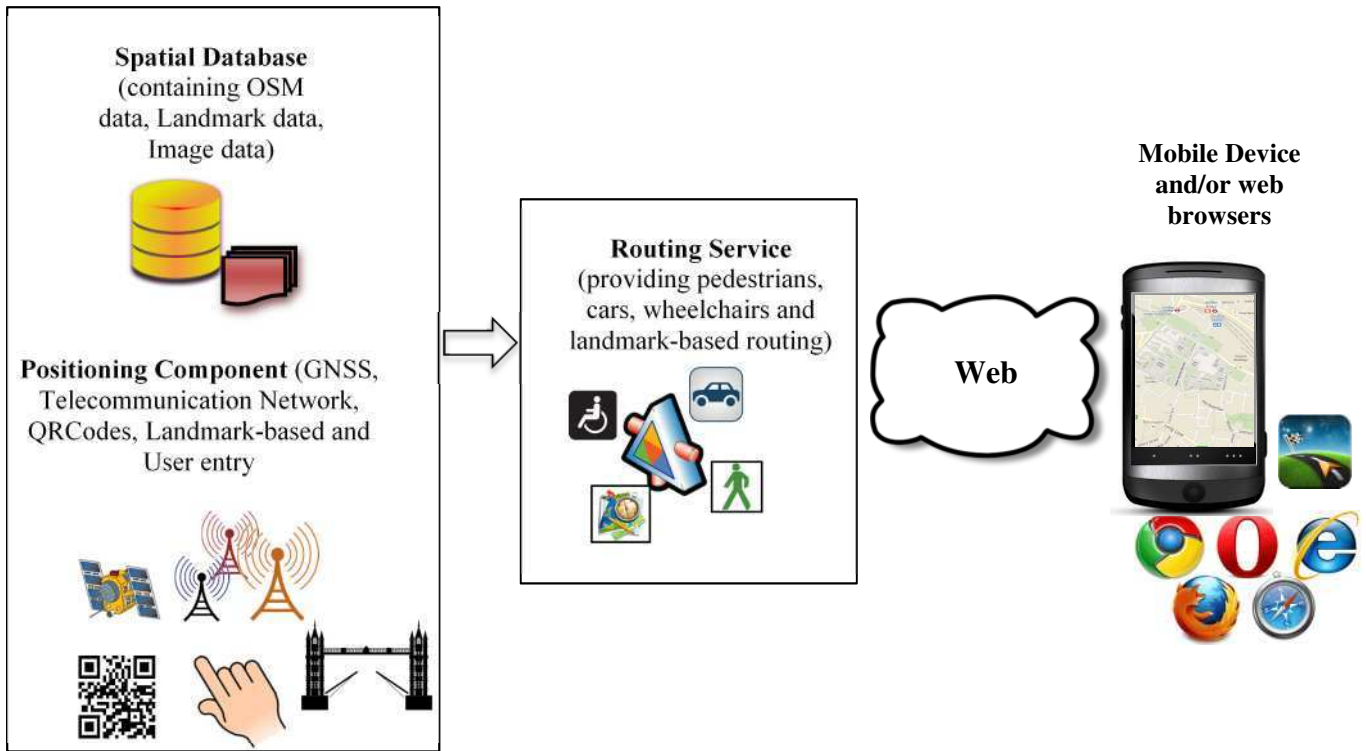 Spatial Database
(containing OSM
data, Landmark data,
Image data)
Positioning Component (GNSS,
Telecommunication Network,
QRCodes, Landmark-based and
User entry
Routing Service
(providing pedestrians,
cars, wheelchairs and
landmark-based routing)
Web
Mobile Device
and/or web
browsers